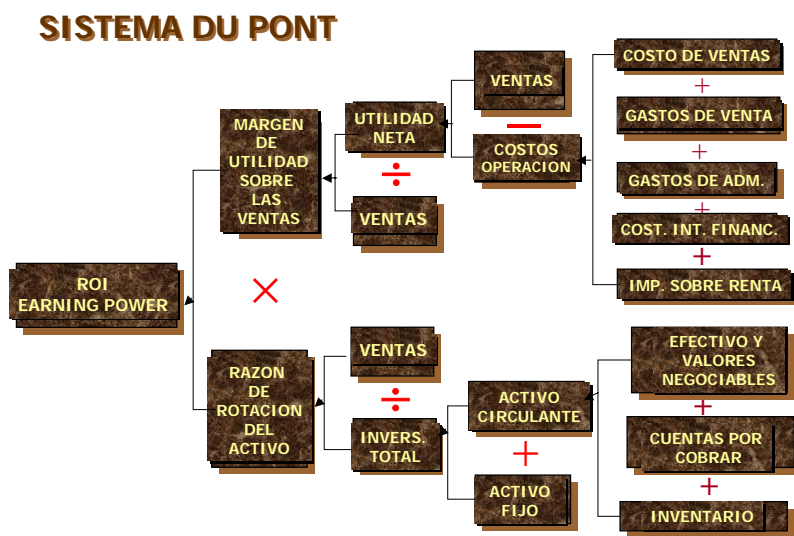 SISTEMA DU PONT
ROI
EARNING POWER
×
MARGEN
DE
UTILIDAD
SOBRE
LAS
VENTAS
UTILIDAD
NETA
÷
VENTAS
VENTAS
—
COSTOS
OPERACION
COSTO DE VENTAS
+
GASTOS DE VENTA
+
GASTOS DE ADM.
+
COST. INT. FINANC.
+
IMP. SOBRE RENTA
RAZON
DE
ROTACION
DEL
ACTIVO
VENTAS
÷
INVERS.
TOTAL
ACTIVO
CIRCULANTE
+
ACTIVO
FIJO
EFECTIVO Y
VALORES
NEGOCIABLES
+
CUENTAS POR
COBRAR
+
INVENTARIO